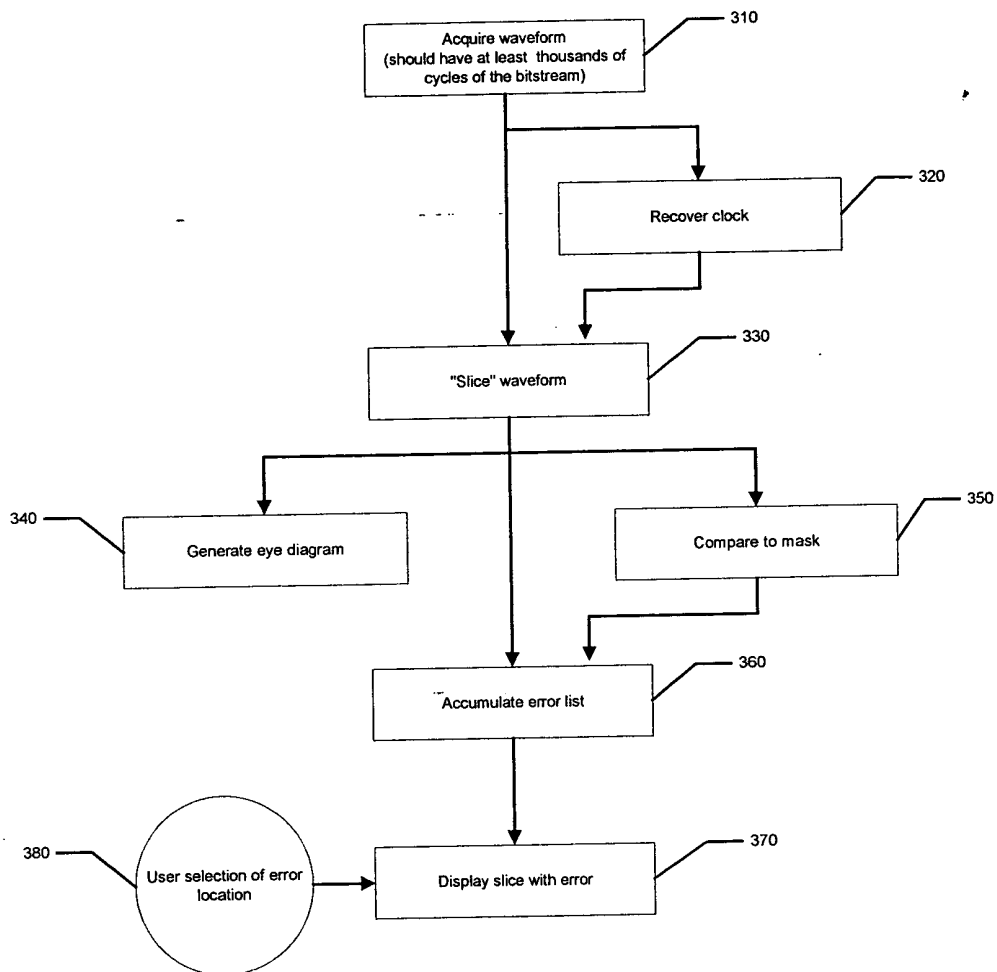 Acquire waveform
(should have at least thousands of
cycles of the bitstream)
310
320
Recover clock
330
"Slice" waveform
340
Generate eye diagram
350
Compare to mask
360
Accumulate error list
370
380
User selection of error
location
Display slice with error